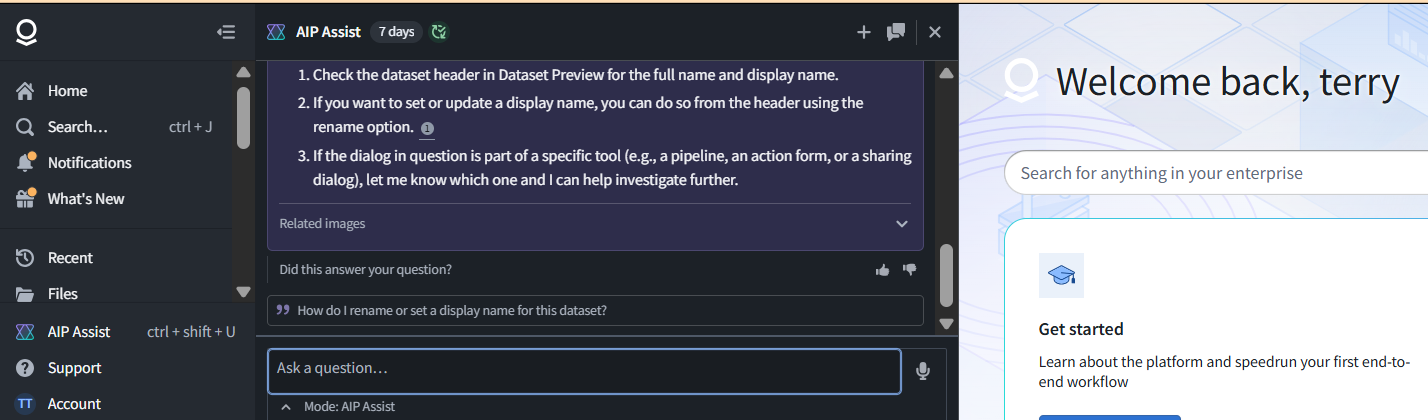 Home
Search… ctrl + J
Notifications
What's New
Recent
Files
AIP Assist ctrl + shift + U
Support
TT Account
AIP Assist 7 days
1. Check the dataset header in Dataset Preview for the full name and display name.
2. If you want to set or update a display name, you can do so from the header using the
rename option. 1
3. If the dialog in question is part of a specific tool (e.g., a pipeline, an action form, or a sharing
dialog), let me know which one and I can help investigate further.
Related images
Did this answer your question?
How do I rename or set a display name for this dataset?
Ask a question…
Mode: AIP Assist
Welcome back, terry
Search for anything in your enterprise
Get started
Learn about the platform and speedrun your first end-to-
end workflow